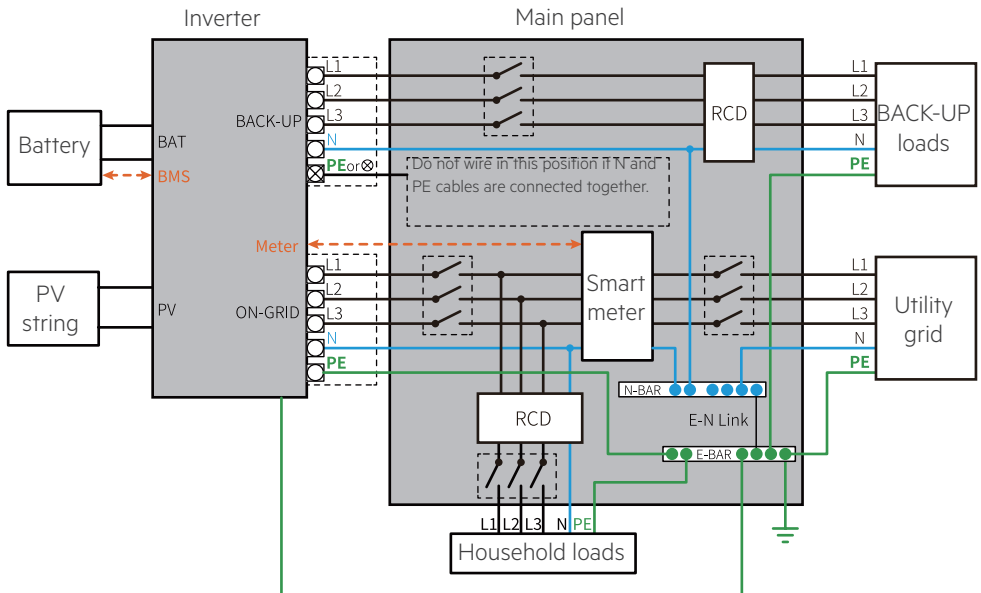 Inverter
Main panel
L1
L2
L3
N
PEor⊗
BACK-UP
Battery
BAT
BMS
RCD
L1
L2
L3
N
PE
BACK-UP
loads
Do not wire in this position if N and
PE cables are connected together.
Meter
L1
L2
L3
N
PE
ON-GRID
PV
string
PV
Smart
meter
L1
L2
L3
N
PE
Utility
grid
N-BAR
E-N Link
E-BAR
RCD
L1 L2 L3 N PE
Household loads